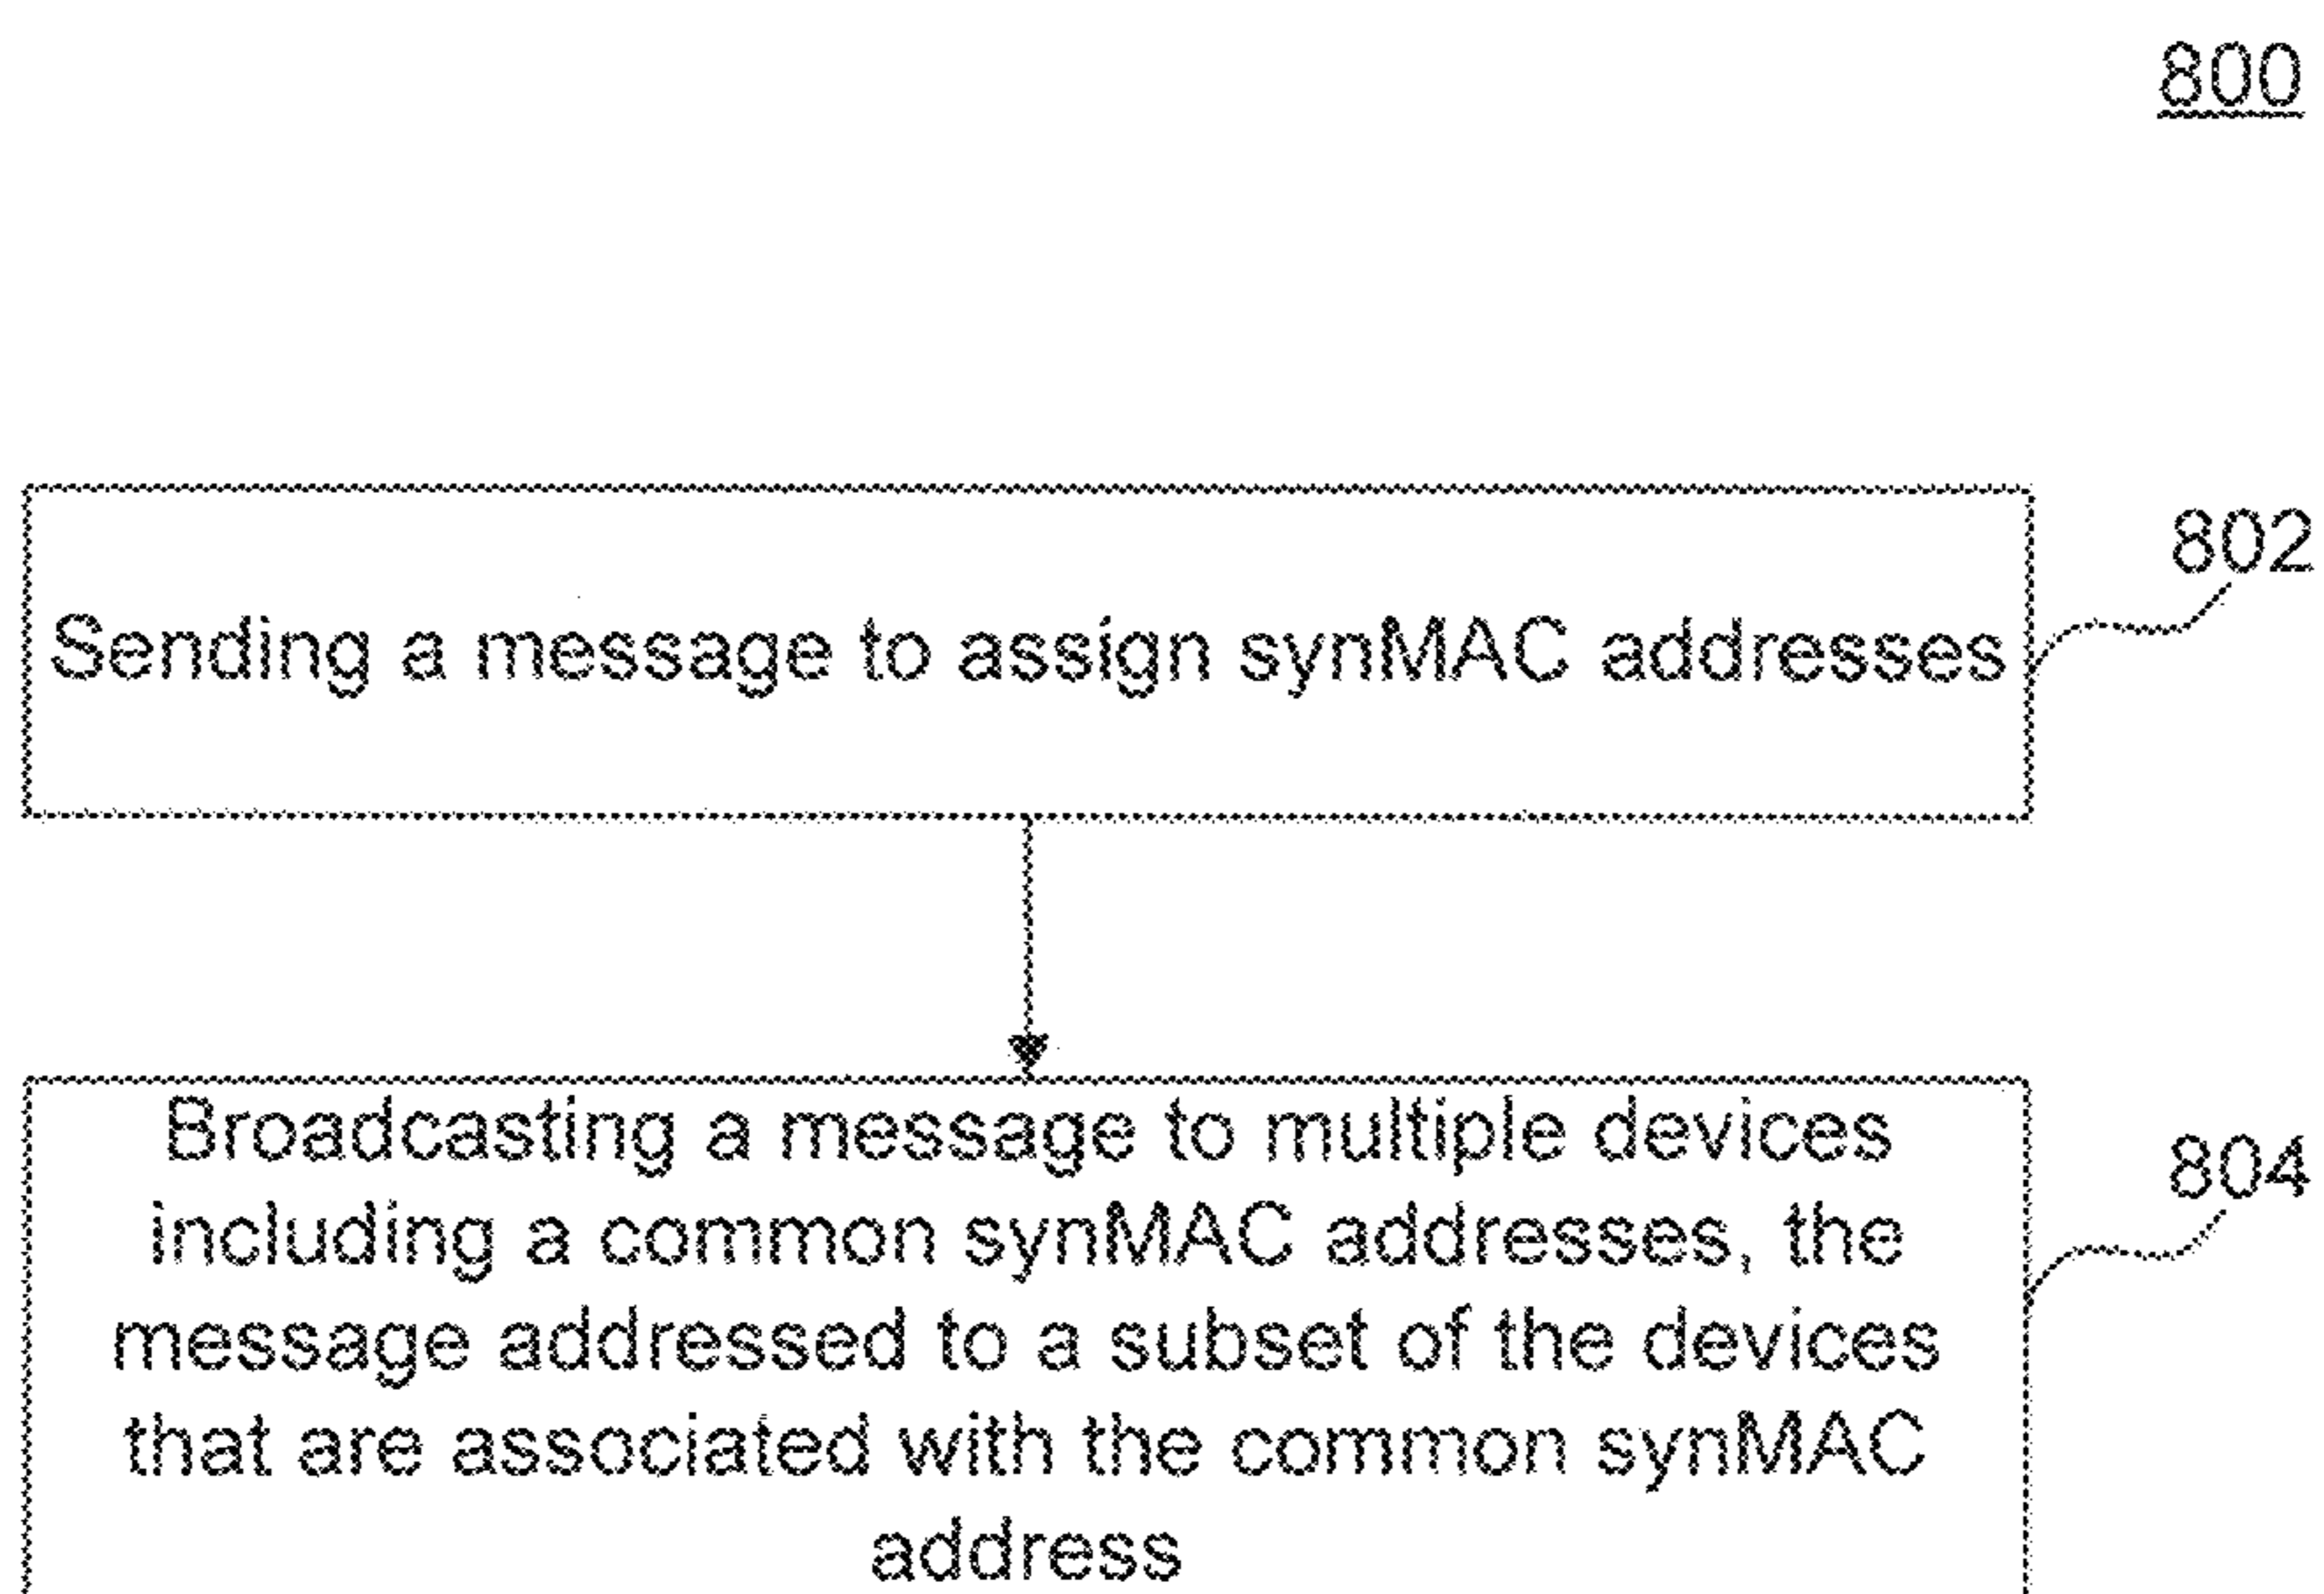 800
802
Sending a message to assign synMAC addresses
Broadcasting a message to multiple devices
804
including a common synMAC addresses, the
message addressed to a subset of the devices
that are associated with the common synMAC
address